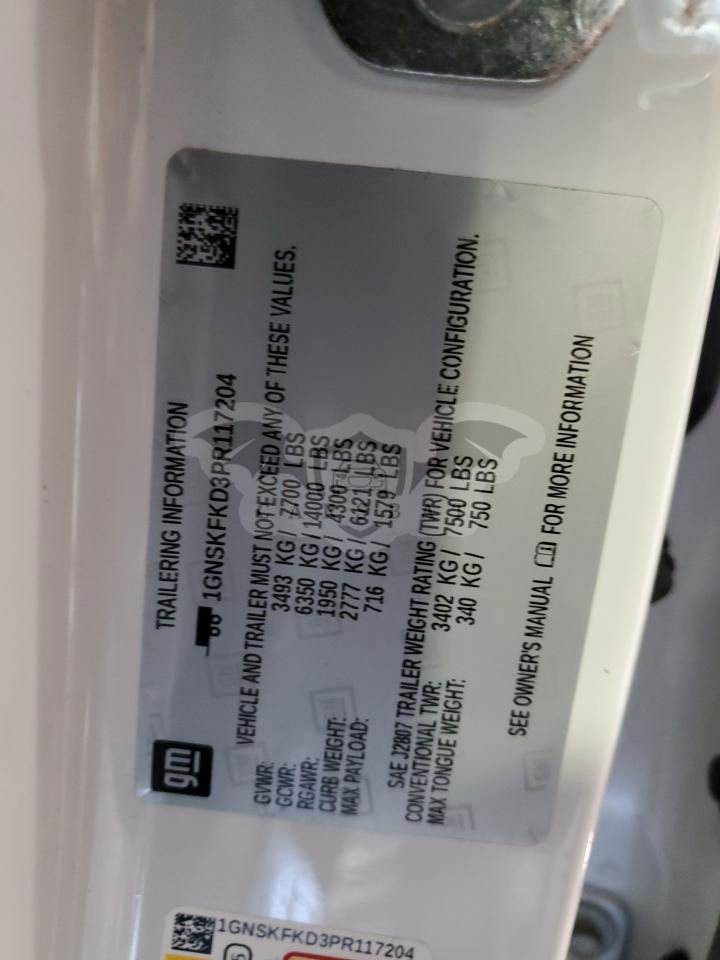 gm
TRAILERING INFORMATION
1GNSKFKD3PR117204
VEHICLE AND TRAILER MUST NOT EXCEED ANY OF THESE VALUES.
GVWR: 3493 KG / 7700 LBS
GCWR: 6350 KG / 14000 LBS
RGAWR: 1950 KG / 4300 LBS
CURB WEIGHT: 2777 KG / 6121 LBS
MAX PAYLOAD: 716 KG / 1579 LBS
SAE J2807 TRAILER WEIGHT RATING (TWR) FOR VEHICLE CONFIGURATION.
CONVENTIONAL TWR: 3402 KG / 7500 LBS
MAX TONGUE WEIGHT: 340 KG / 750 LBS
SEE OWNER'S MANUAL FOR MORE INFORMATION
1GNSKFKD3PR117204